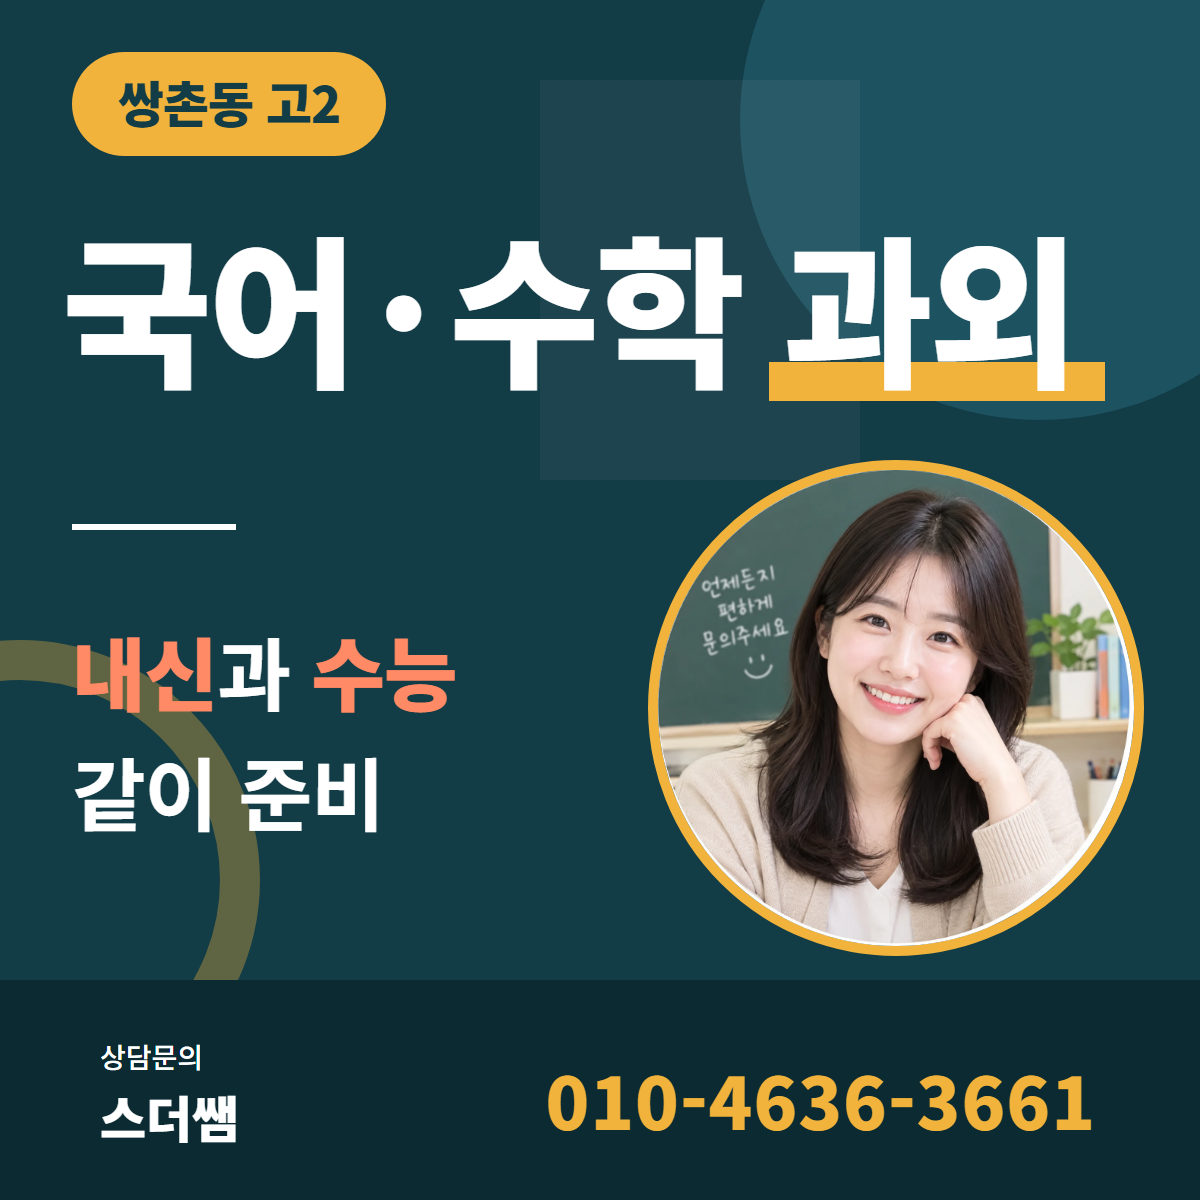 쌍촌동 고2
국어·수학 과외
언제든지
편하게
문의주세요
내신과 수능
같이 준비
상담문의
스더쌤
010-4636-3661